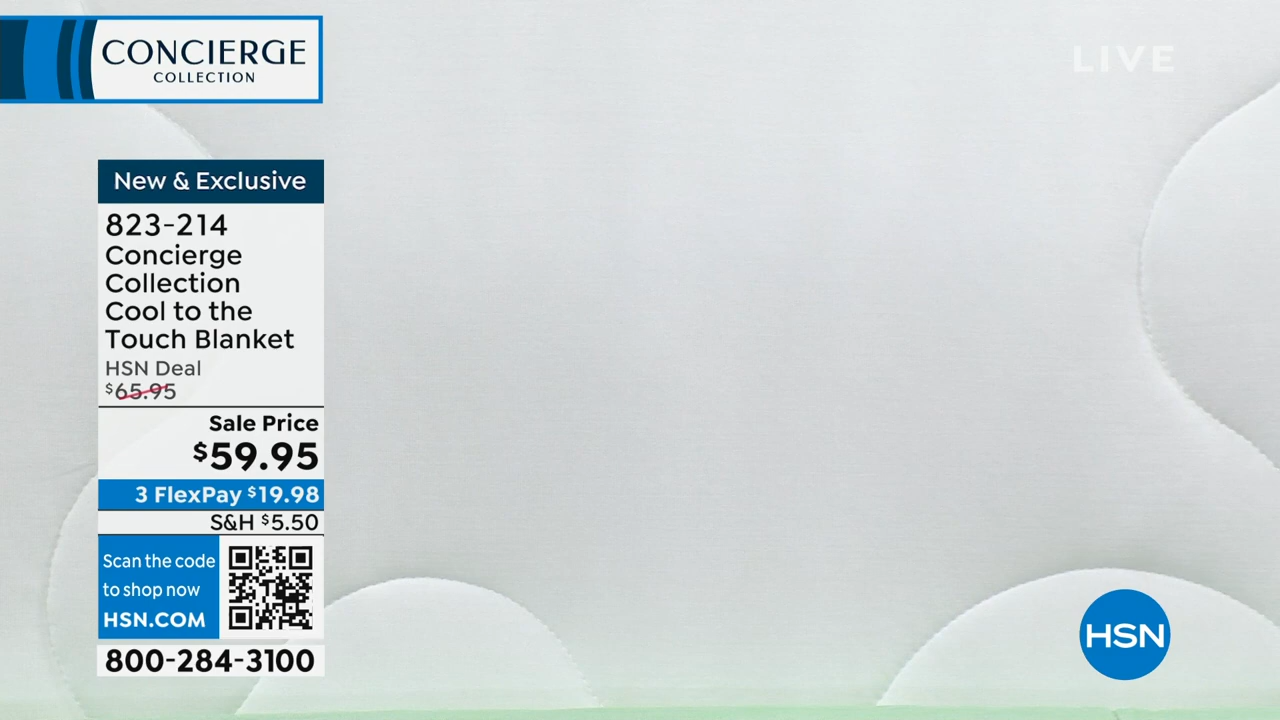 CONCIERGE
COLLECTION
LIVE
New & Exclusive
823-214
Concierge
Collection
Cool to the
Touch Blanket
HSN Deal
$65.95
Sale Price
$59.95
3 FlexPay $19.98
S&H $5.50
Scan the code
to shop now
HSN.COM
800-284-3100
HSN